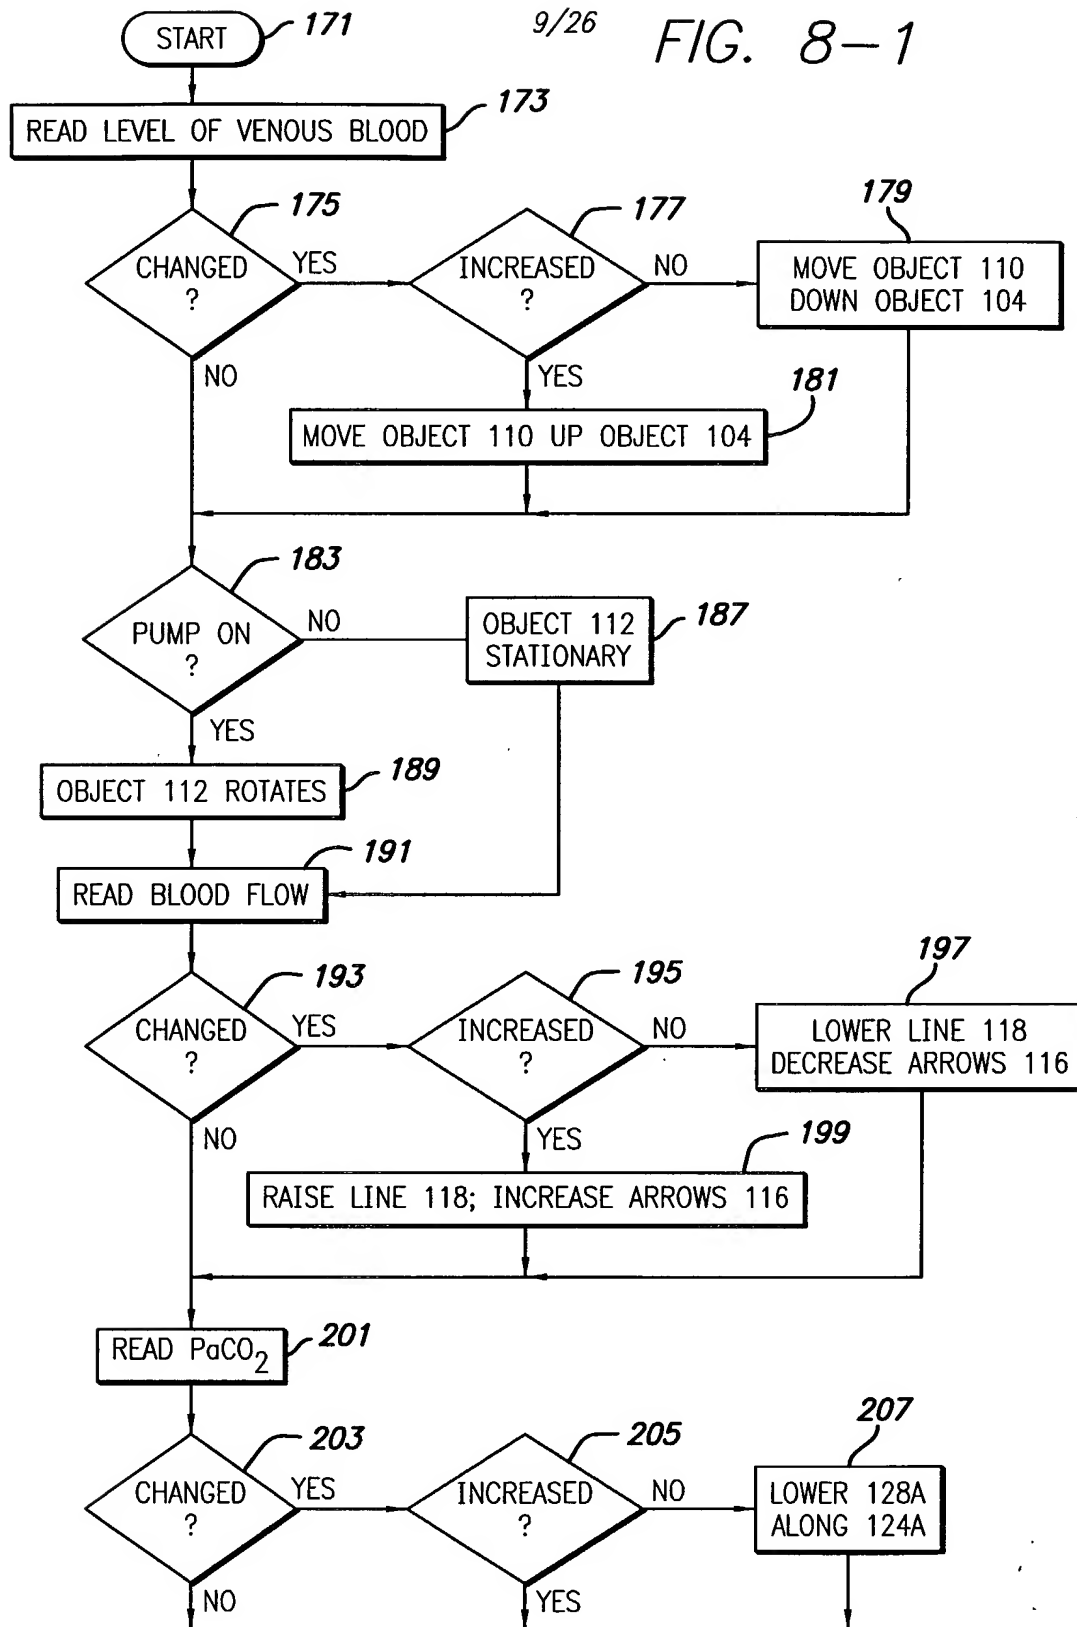 9/26
FIG. 8-1
START
171
READ LEVEL OF VENOUS BLOOD
173
CHANGED
?
175
YES
NO
INCREASED
?
177
NO
YES
MOVE OBJECT 110
DOWN OBJECT 104
179
MOVE OBJECT 110 UP OBJECT 104
181
PUMP ON
?
183
NO
YES
OBJECT 112
STATIONARY
187
OBJECT 112 ROTATES
189
READ BLOOD FLOW
191
CHANGED
?
193
YES
NO
INCREASED
?
195
NO
YES
LOWER LINE 118
DECREASE ARROWS 116
197
RAISE LINE 118; INCREASE ARROWS 116
199
READ PaCO2
201
CHANGED
?
203
YES
NO
INCREASED
?
205
NO
YES
LOWER 128A
ALONG 124A
207